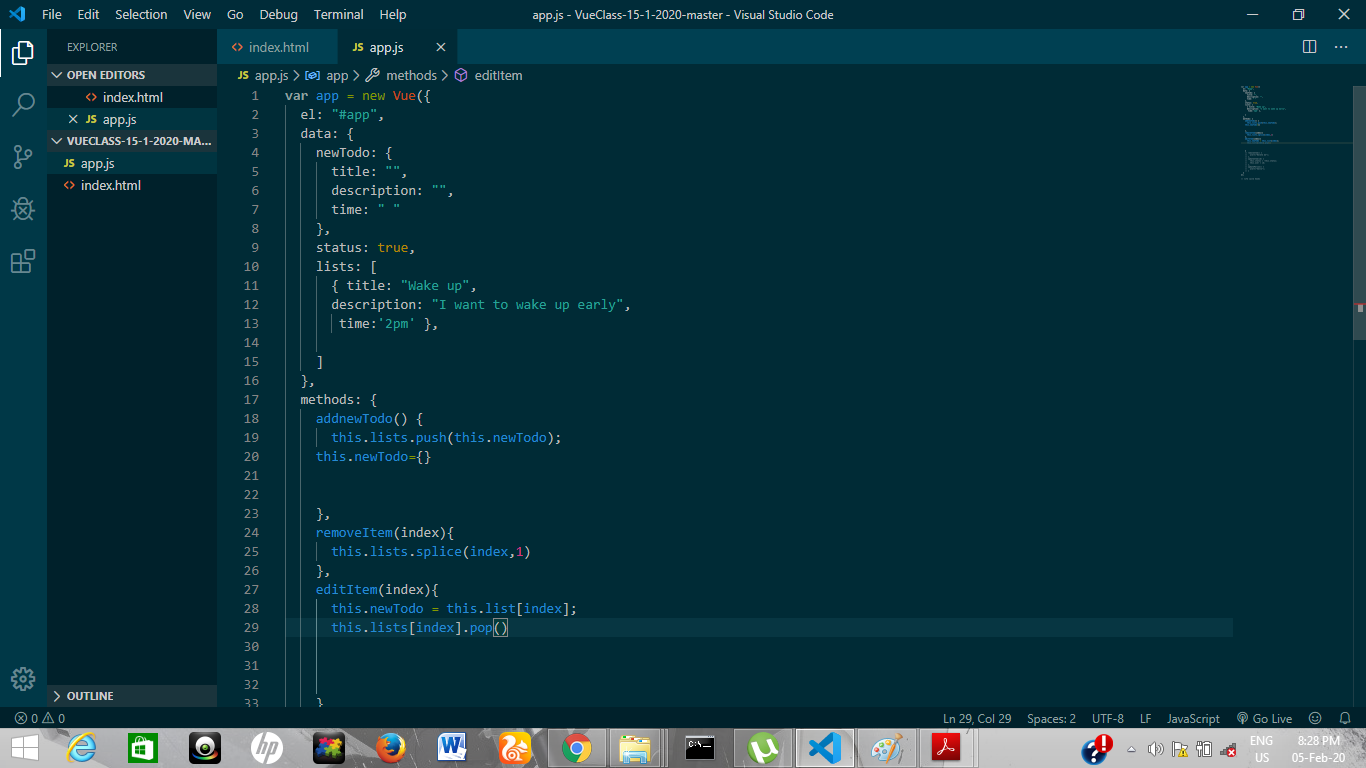 File Edit Selection View Go Debug Terminal Help app.js - VueClass-15-1-2020-master - Visual Studio Code
EXPLORER
index.html
JS app.js
OPEN EDITORS
index.html
JS app.js
VUECLASS-15-1-2020-MA...
JS app.js
index.html
OUTLINE
JS app.js > app > methods > editItem
1 var app = new Vue({
2 el: "#app",
3 data: {
4 newTodo: {
5 title: "",
6 description: "",
7 time: " "
8 },
9 status: true,
10 lists: [
11 { title: "Wake up",
12 description: "I want to wake up early",
13 time:'2pm' },
14
15 ]
16 },
17 methods: {
18 addnewTodo() {
19 this.lists.push(this.newTodo);
20 this.newTodo={}
21
22
23 },
24 removeItem(index){
25 this.lists.splice(index,1)
26 },
27 editItem(index){
28 this.newTodo = this.list[index];
29 this.lists[index].pop()
30
31
32
33 }
0 0 Ln 29, Col 29 Spaces: 2 UTF-8 LF JavaScript Go Live
ENG 8:28 PM
US 05-Feb-20